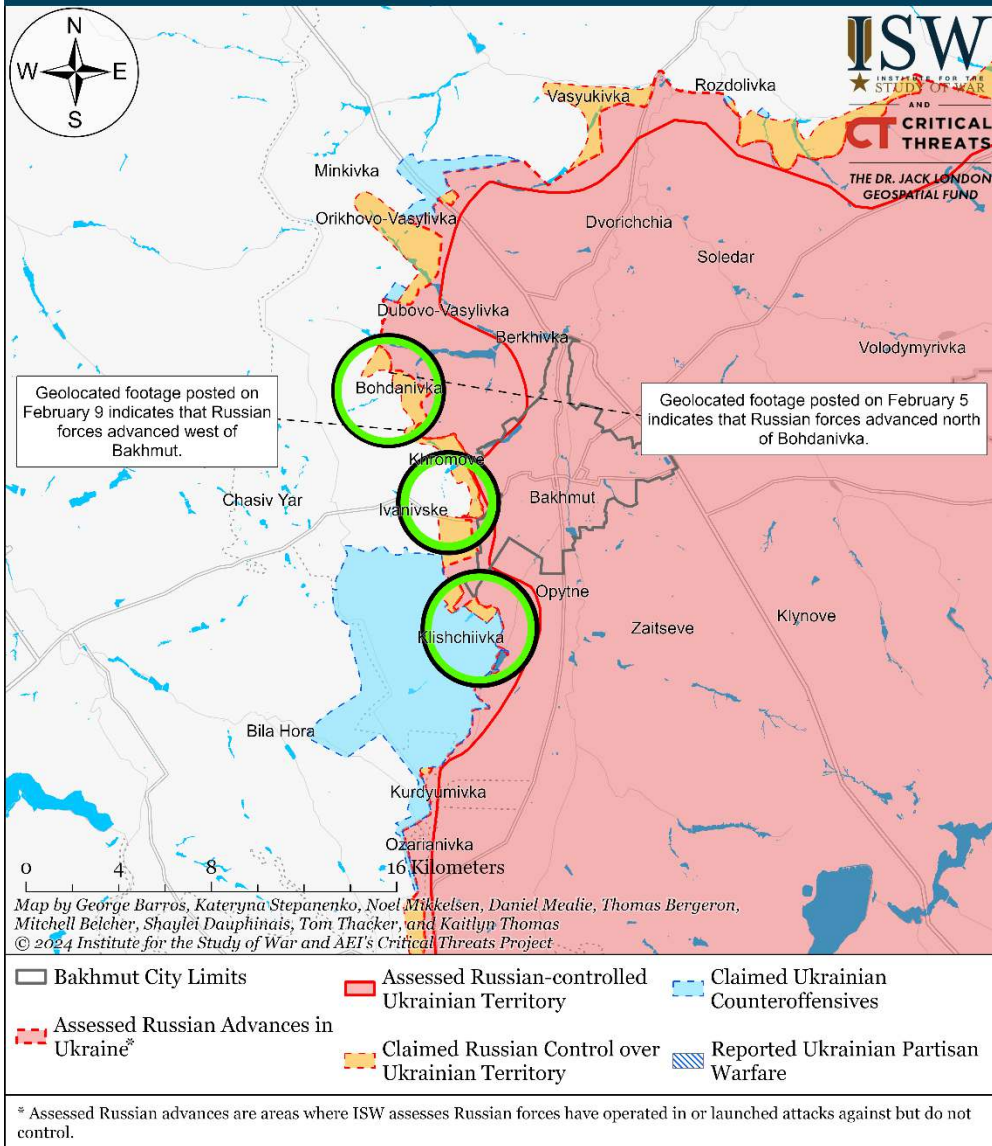 N
W E
S
ISW
INSTITUTE FOR THE
STUDY OF WAR
AND
CT CRITICAL
THREATS
THE DR. JACK LONDON
GEOSPATIAL FUND
Vasyukivka
Rozdolivka
Minkivka
Orikhovo-Vasylivka
Dvorichchia
Soledar
Dubovo-Vasylivka
Berkhivka
Volodymyrivka
Geolocated footage posted on
February 9 indicates that Russian
forces advanced west of
Bakhmut.
Bohdanivka
Geolocated footage posted on February 5
indicates that Russian forces advanced north
of Bohdanivka.
Khromove
Chasiv Yar
Ivanivske
Bakhmut
Opytne
Klishchiivka
Zaitseve
Klynove
Bila Hora
Kurdyumivka
Ozarianivka
0 4 8 16 Kilometers
Map by George Barros, Kateryna Stepanenko, Noel Mikkelsen, Daniel Mealie, Thomas Bergeron,
Mitchell Belcher, Shaylei Dauphinais, Tom Thacker, and Kaitlyn Thomas
© 2024 Institute for the Study of War and AEI's Critical Threats Project
Bakhmut City Limits
Assessed Russian Advances in
Ukraine*
Assessed Russian-controlled
Ukrainian Territory
Claimed Russian Control over
Ukrainian Territory
Claimed Ukrainian
Counteroffensives
Reported Ukrainian Partisan
Warfare
* Assessed Russian advances are areas where ISW assesses Russian forces have operated in or launched attacks against but do not
control.